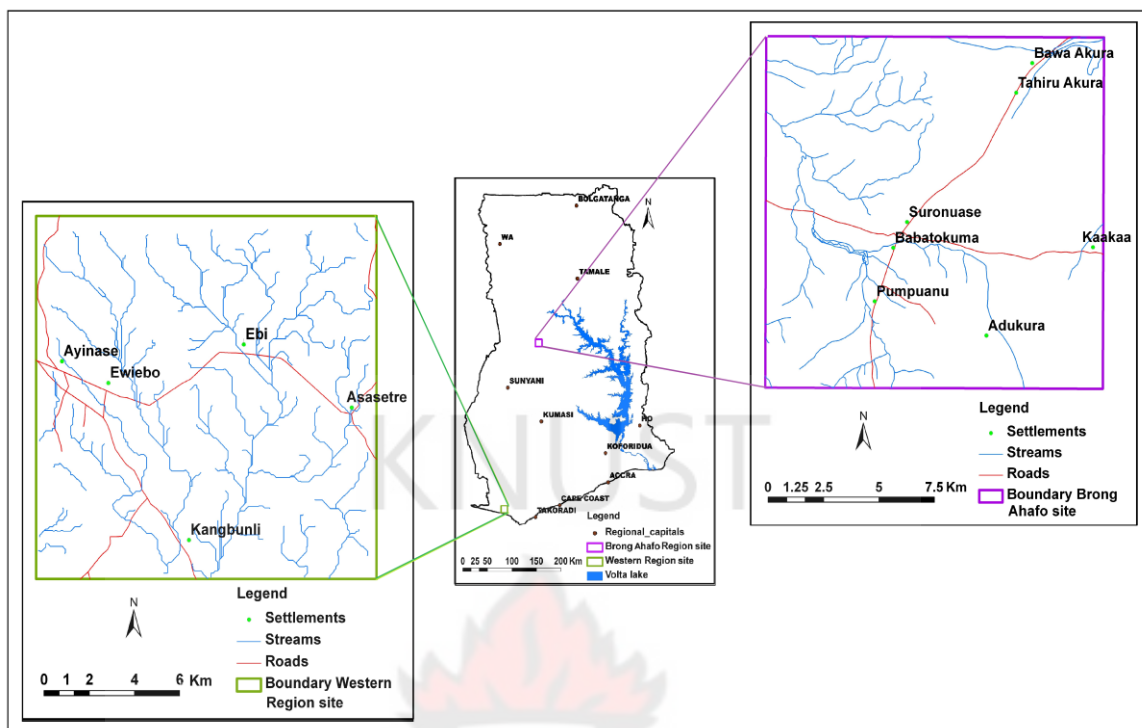 Ayinase
Ewiebo
Ebi
Asasetre
Kangbunli
N
Legend
Settlements
Streams
Roads
Boundary Western
Region site
0 1 2 4 6 Km
BOLGATANGA
N
WA
TAMALE
SUNYANI
KUMASI
HO
KOFORIDUA
ACCRA
CAPE COAST
TAKORADI
Legend
Regional_capitals
Brong Ahafo Region site
Western Region site
Volta lake
0 25 50 100 150 200 Km
Bawa Akura
Tahiru Akura
Suronuase
Babatokuma
Kaakaa
Pumpuanu
Adukura
N
Legend
Settlements
Streams
Roads
Boundary Brong
Ahafo site
0 1.25 2.5 5 7.5 Km
KNUST